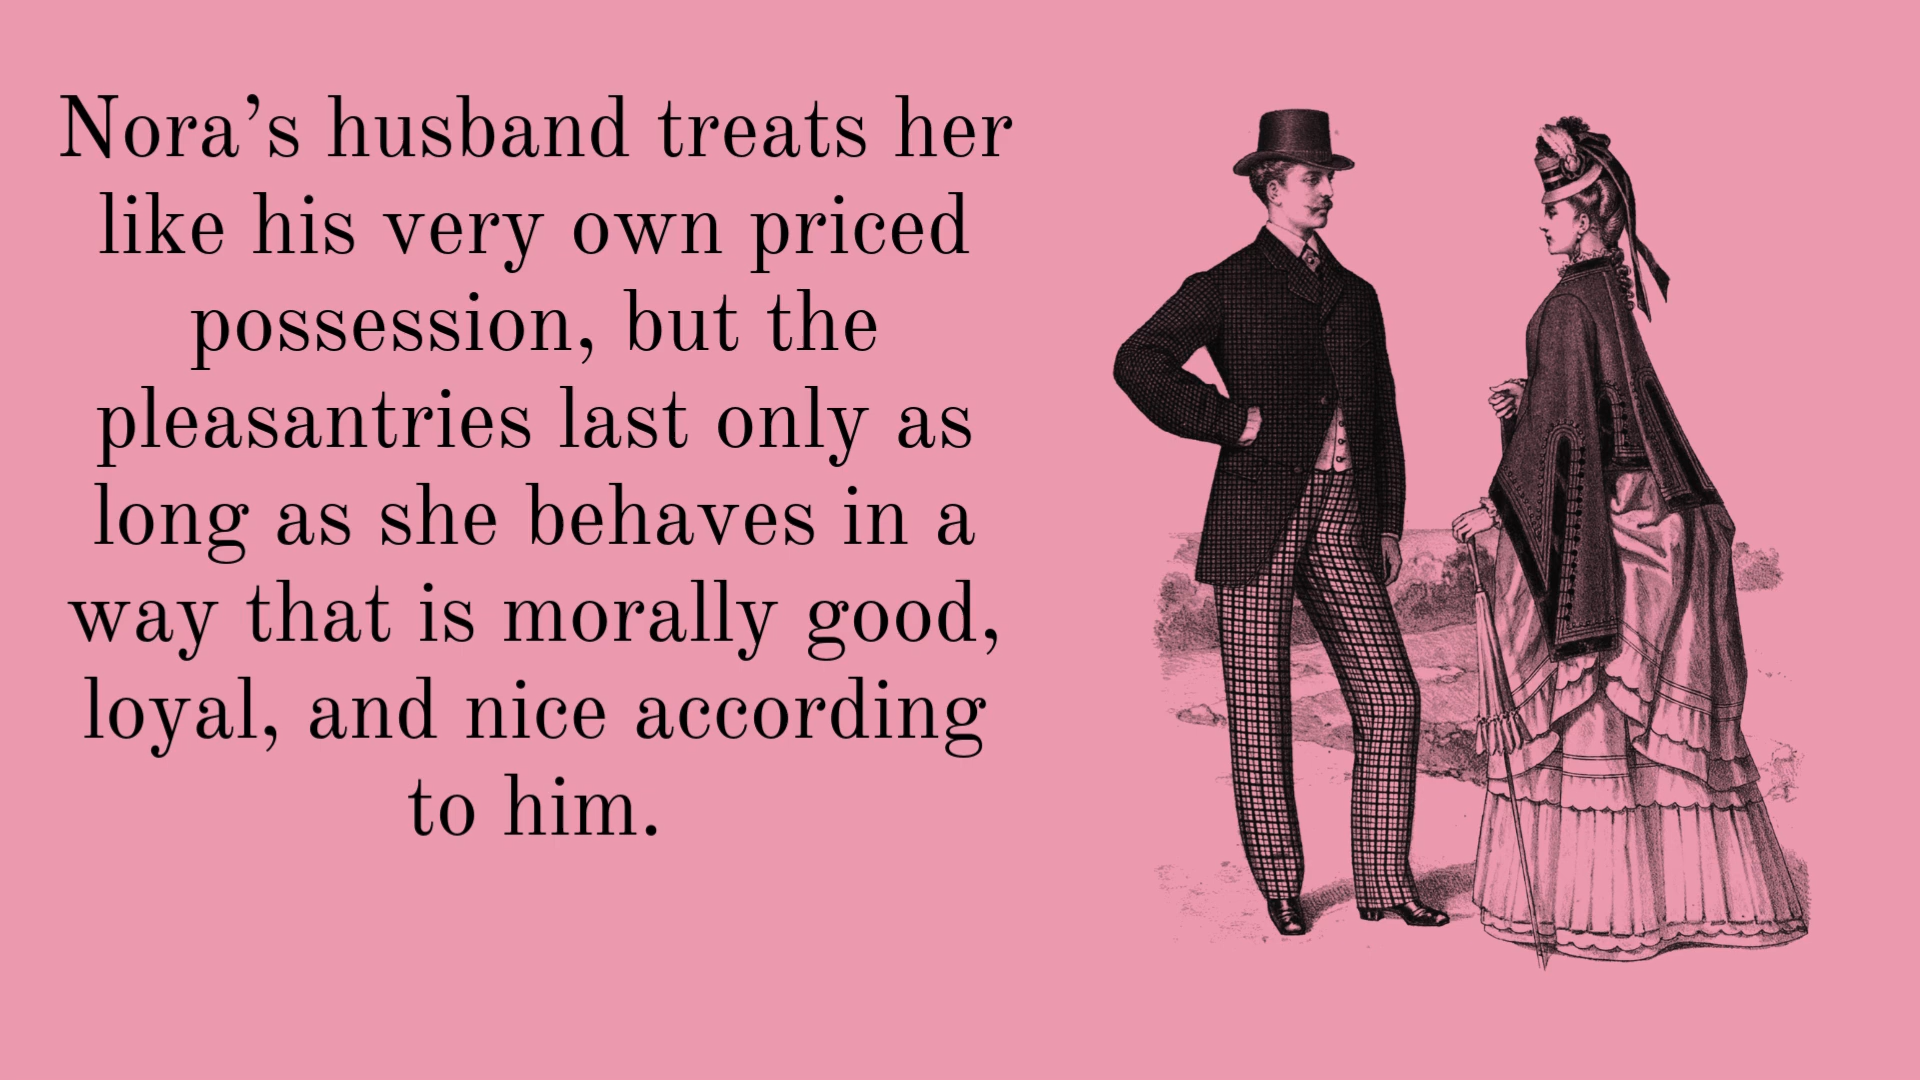 Nora’s husband treats her
like his very own priced
possession, but the
pleasantries last only as
long as she behaves in a
way that is morally good,
loyal, and nice according
to him.